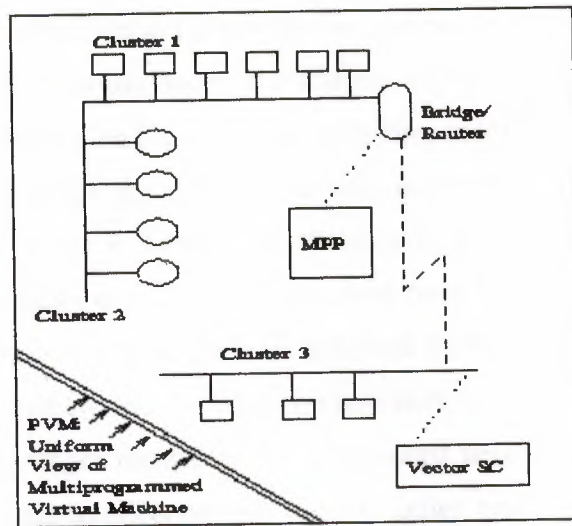 Cluster 1
Bridge/
Router
MPP
Cluster 2
Cluster 3
PVM:
Uniform
View of
Multiprogrammed
Virtual Machine
Vector SC